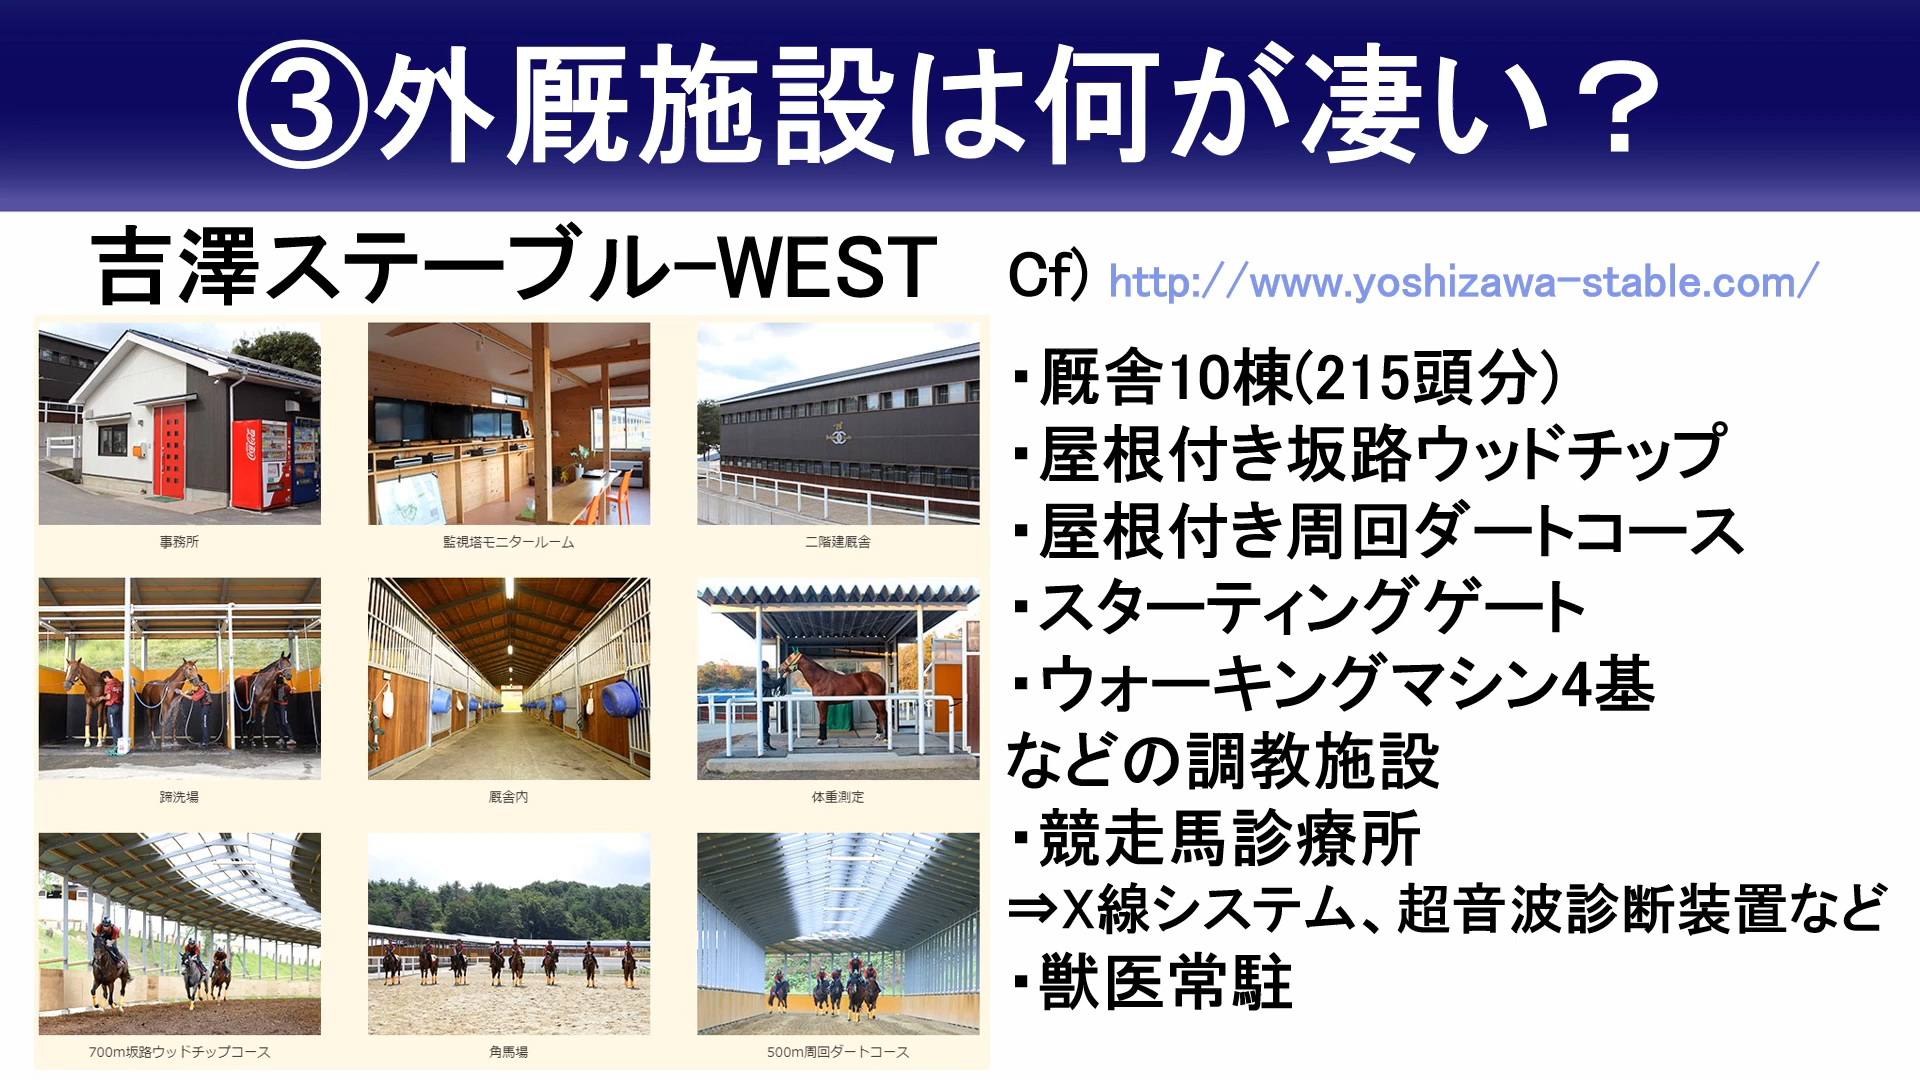 ③外厩施設は何が凄い？
吉澤ステーブル-WEST
Cf) http://www.yoshizawa-stable.com/
事務所
監視塔モニタールーム
二階建厩舎
蹄洗場
厩舎内
体重測定
700m坂路ウッドチップコース
角馬場
500m周回ダートコース
・厩舎10棟(215頭分)
・屋根付き坂路ウッドチップ
・屋根付き周回ダートコース
・スターティングゲート
・ウォーキングマシン4基
などの調教施設
・競走馬診療所
⇒X線システム、超音波診断装置など
・獣医常駐
Coca-Cola